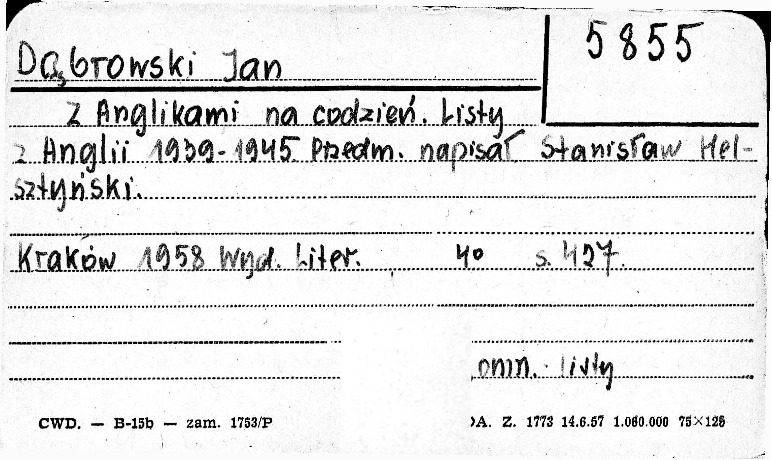 5855
Dąbrowski Jan
Z Anglikami na codzień. Listy
z Anglii 1939-1945. Przedm. napisał Stanisław Hel-
sztyński.
Kraków 1958 Wyd. Liter. 4° s. 427.
listy
CWD. — B-15b — zam. 1753/P
A. Z. 1773 14.6.57 1.060.000 75×125